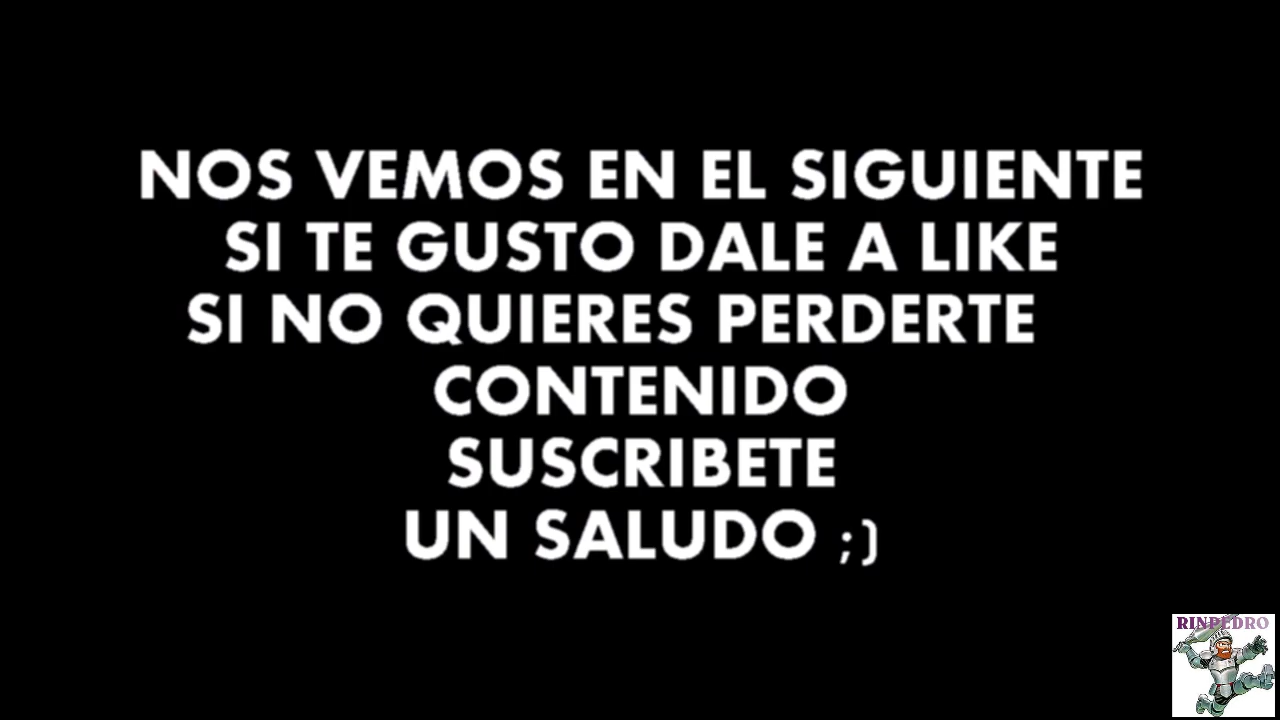 NOS VEMOS EN EL SIGUIENTE
SI TE GUSTO DALE A LIKE
SI NO QUIERES PERDERTE
CONTENIDO
SUSCRIBETE
UN SALUDO ;)
RINPEDRO